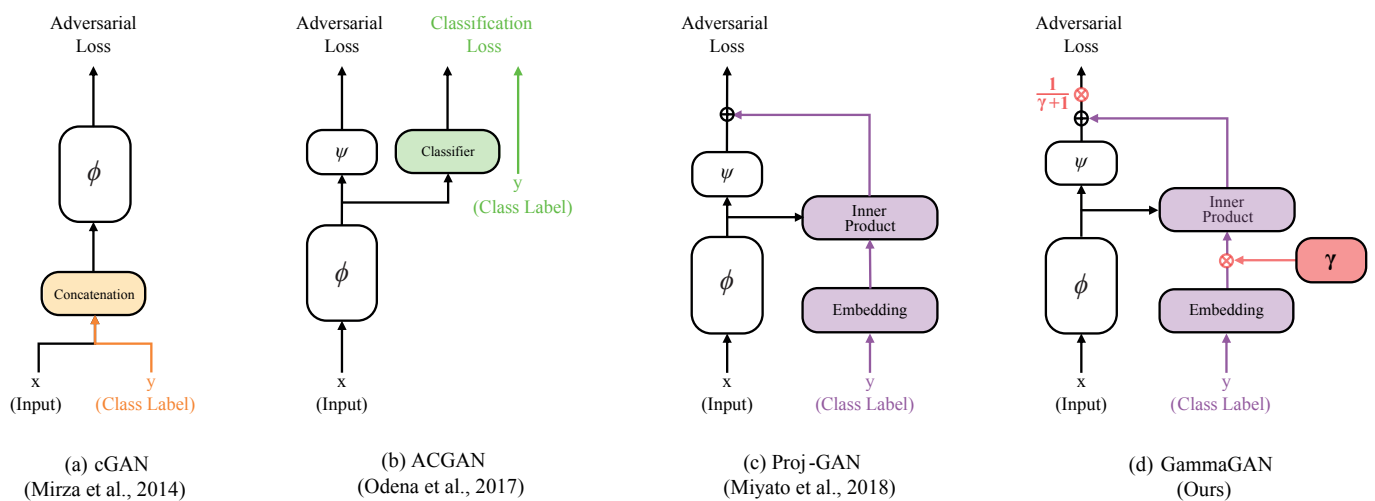 Adversarial
Loss
ϕ
Concatenation
x
(Input)
y
(Class Label)
(a) cGAN
(Mirza et al., 2014)
Adversarial
Loss
Classification
Loss
ψ
Classifier
y
(Class Label)
ϕ
x
(Input)
(b) ACGAN
(Odena et al., 2017)
Adversarial
Loss
ψ
Inner
Product
ϕ
Embedding
x
(Input)
y
(Class Label)
(c) Proj-GAN
(Miyato et al., 2018)
Adversarial
Loss
1
γ+1
ψ
Inner
Product
γ
ϕ
Embedding
x
(Input)
y
(Class Label)
(d) GammaGAN
(Ours)